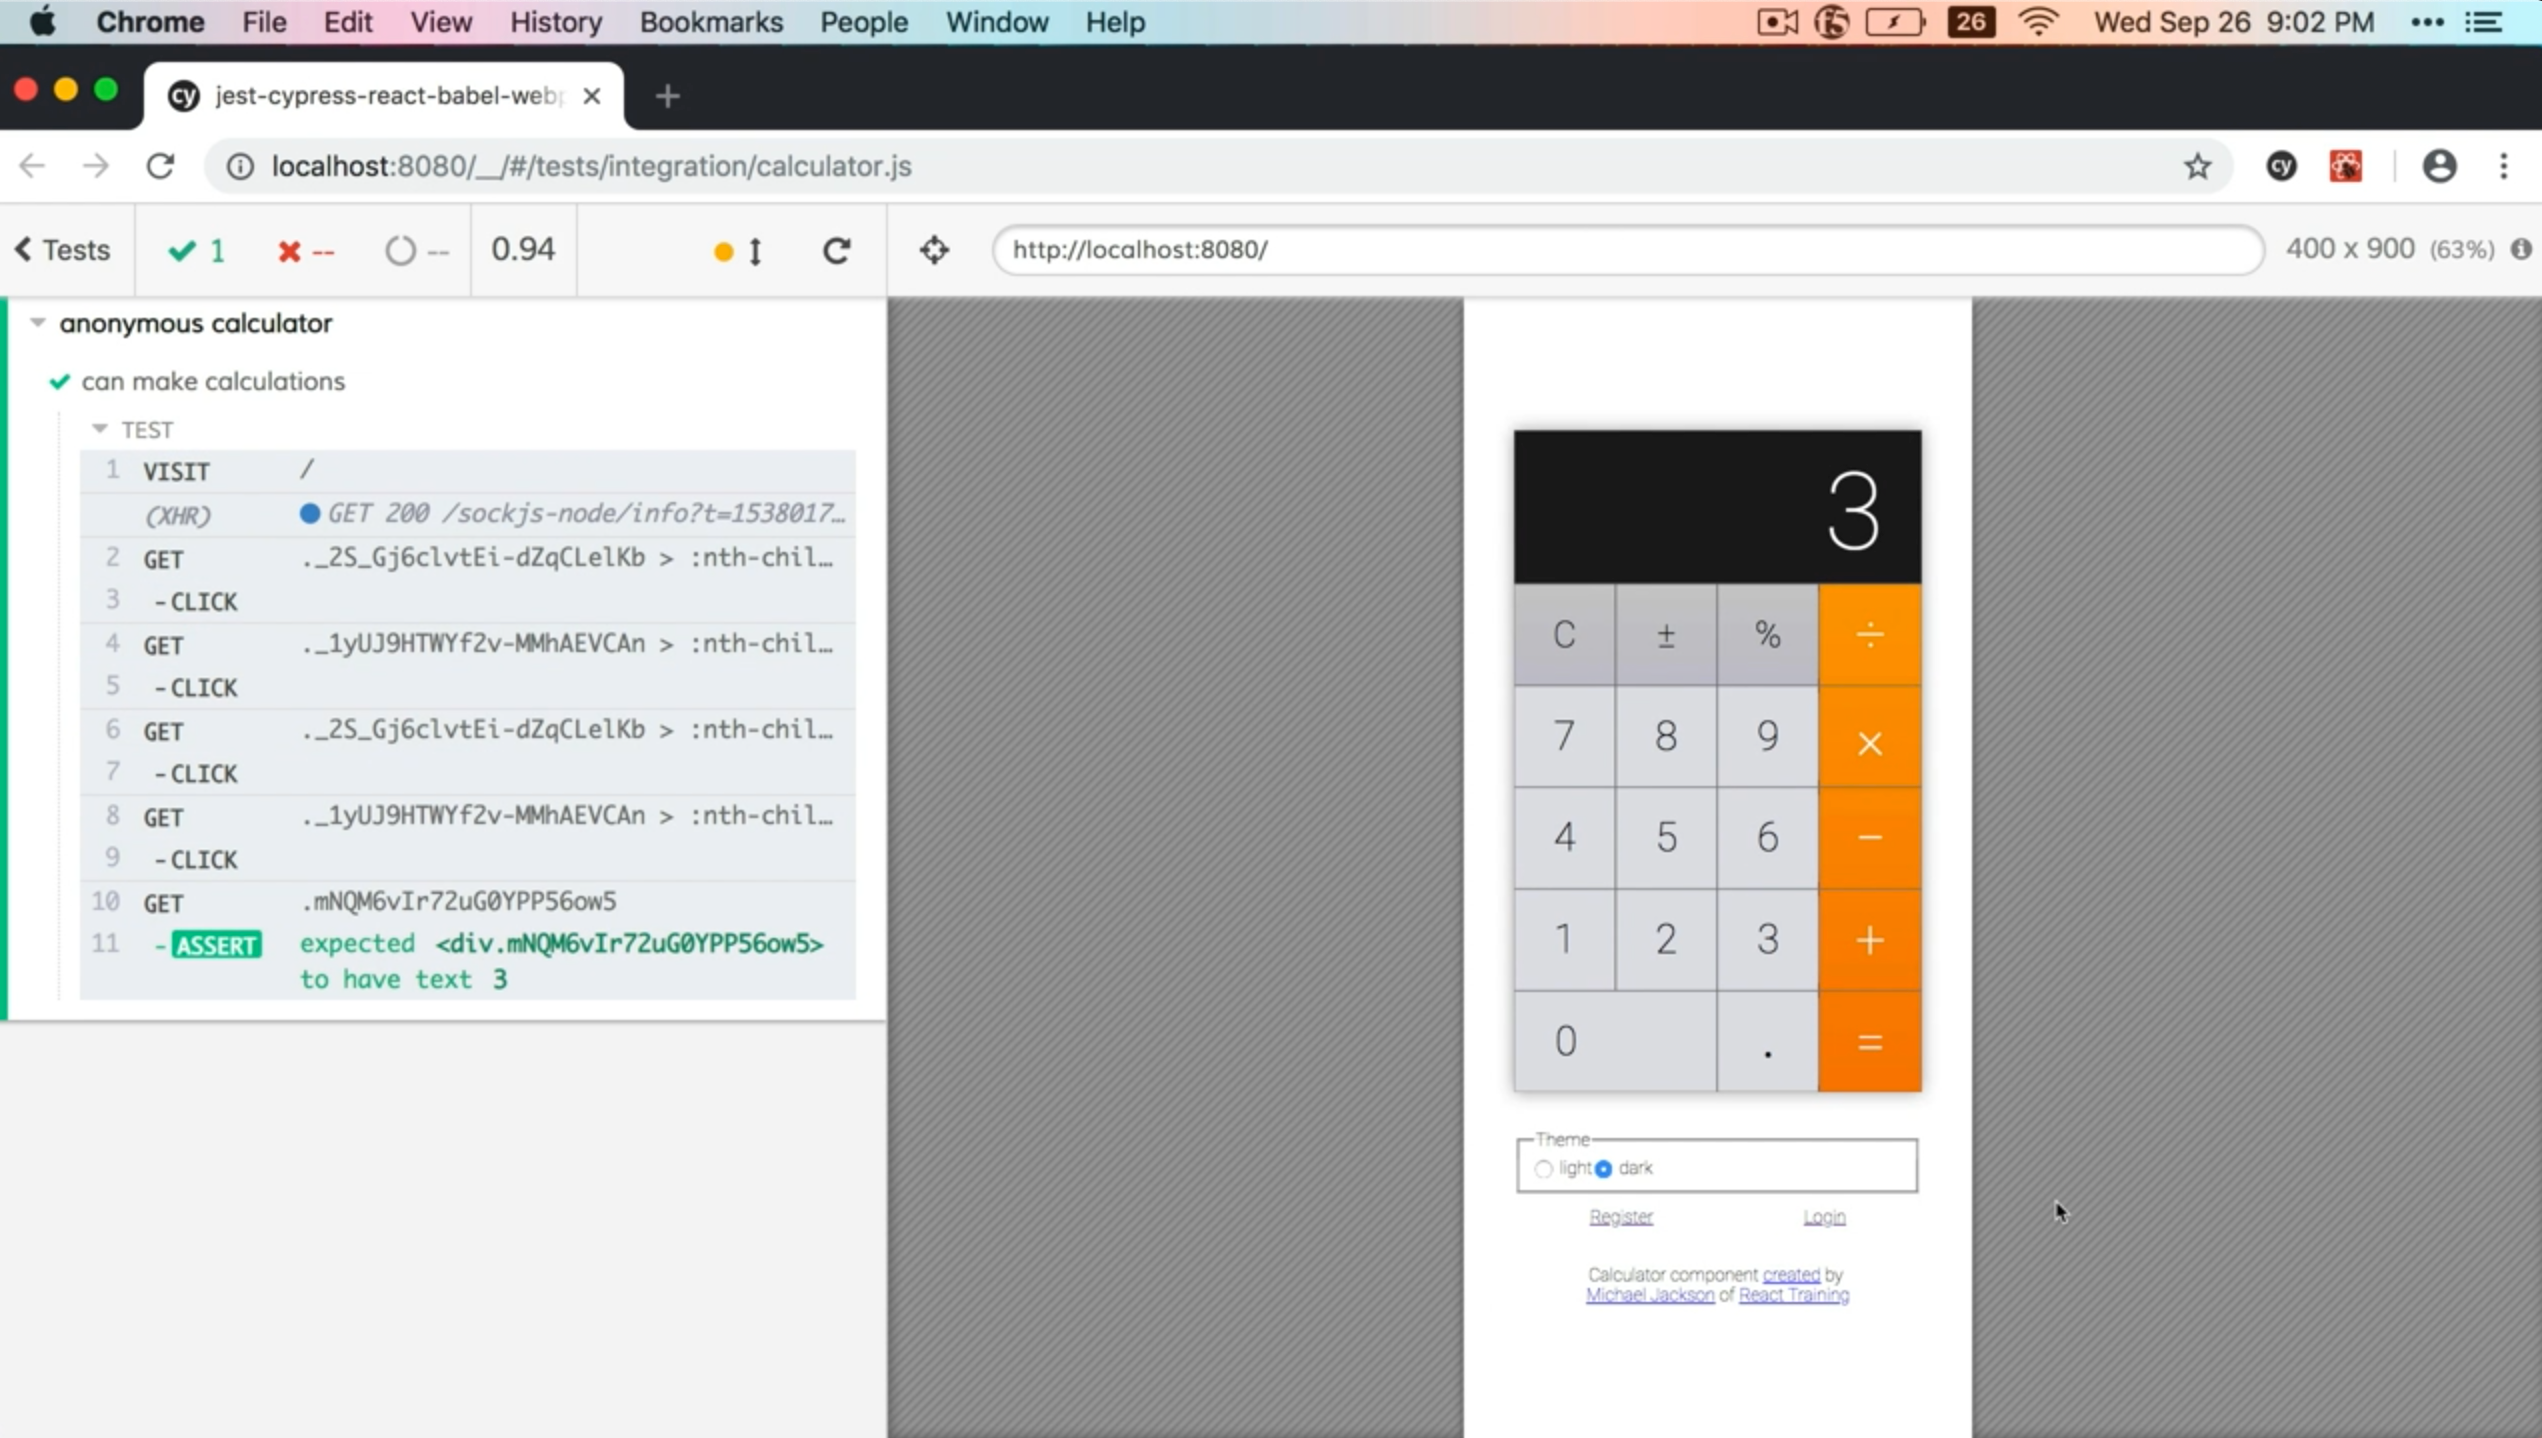 Chrome File Edit View History Bookmarks People Window Help 26 Wed Sep 26 9:02 PM
cy jest-cypress-react-babel-webp
localhost:8080/__/#/tests/integration/calculator.js cy
Tests 1 -- -- 0.94 http://localhost:8080/ 400 x 900 (63%)
anonymous calculator
can make calculations
TEST
1 VISIT /
(XHR) GET 200 /sockjs-node/info?t=1538017…
2 GET ._2S_Gj6clvtEi-dZqCLelKb > :nth-chil…
3 -CLICK
4 GET ._1yUJ9HTWYf2v-MMhAEVCAn > :nth-chil…
5 -CLICK
6 GET ._2S_Gj6clvtEi-dZqCLelKb > :nth-chil…
7 -CLICK
8 GET ._1yUJ9HTWYf2v-MMhAEVCAn > :nth-chil…
9 -CLICK
10 GET .mNQM6vIr72uG0YPP56ow5
11 -ASSERT expected <div.mNQM6vIr72uG0YPP56ow5>
to have text 3
3
C ± % ÷
7 8 9 ×
4 5 6 −
1 2 3 +
0 . =
Theme
light dark
Register Login
Calculator component created by
Michael Jackson of React Training